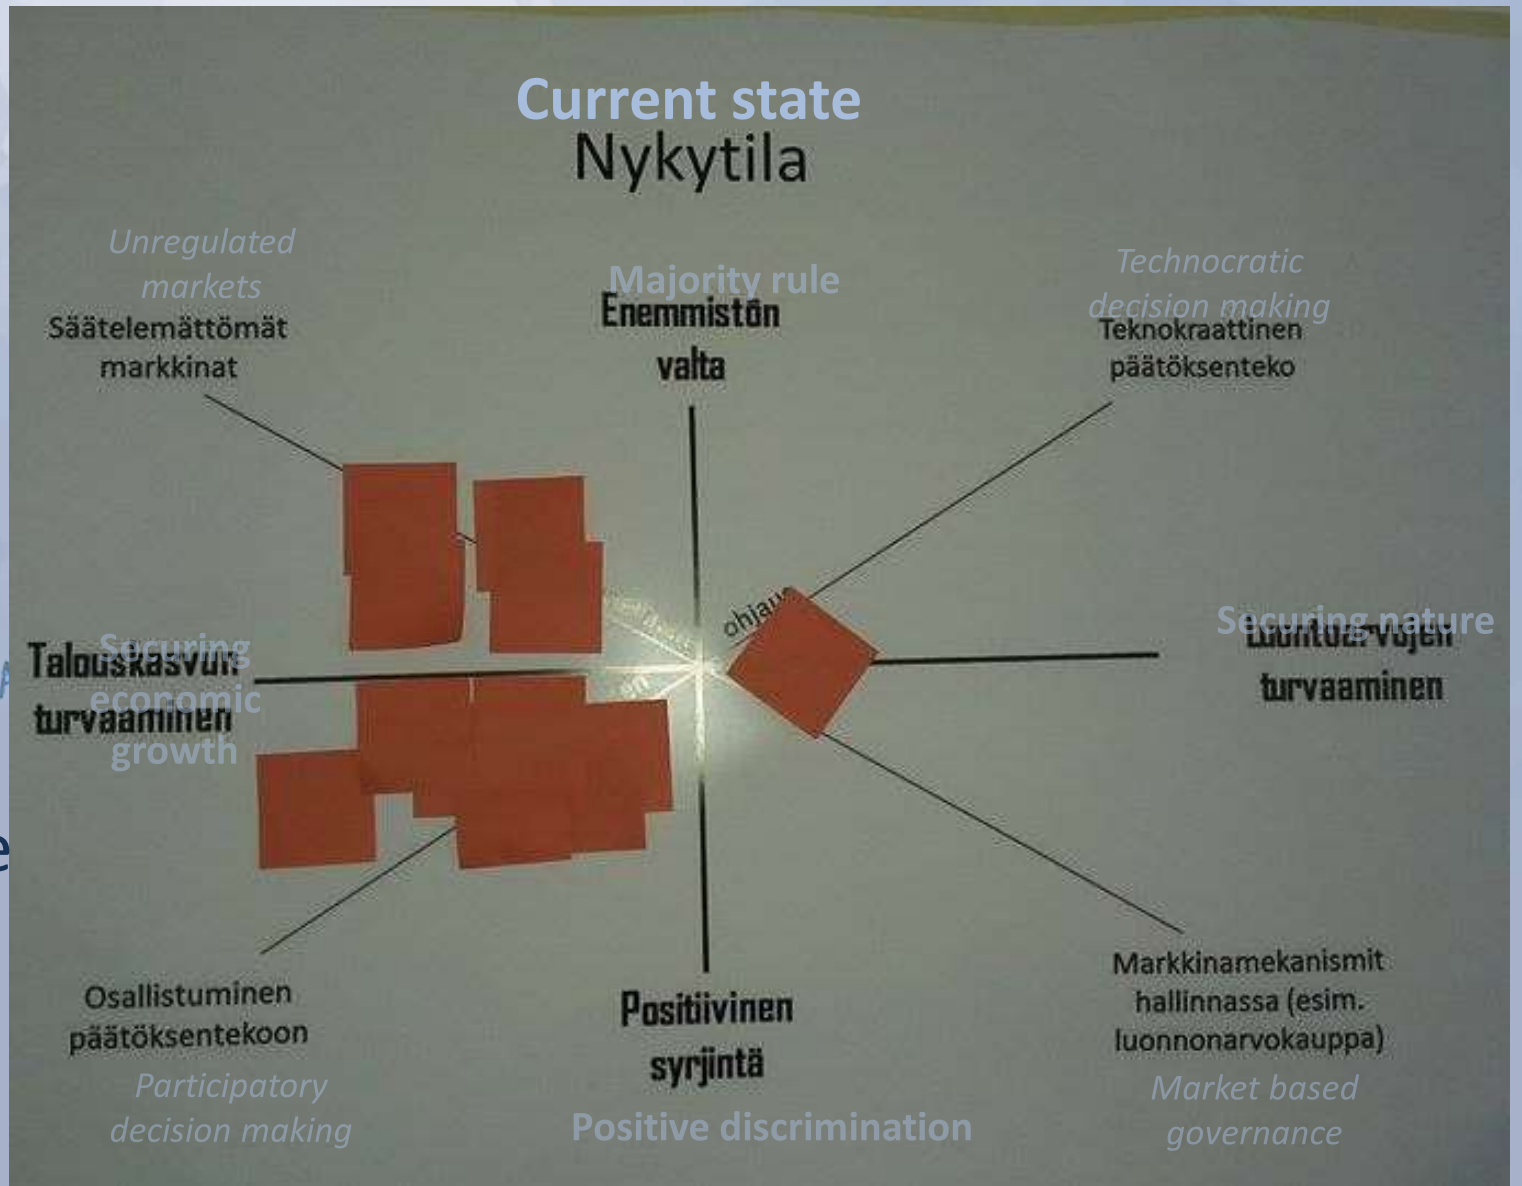 Current state
Nykytila
Unregulated
markets
Säätelemättömät
markkinat
Majority rule
Enemmistön
valta
Technocratic
decision making
Teknokraattinen
päätöksenteko
ohjau
Securing
economic
growth
Talouskasvun
turvaaminen
Securing nature
Luontoarvojen
turvaaminen
e
Osallistuminen
päätöksentekoon
Participatory
decision making
Positiivinen
syrjintä
Positive discrimination
Markkinamekanismit
hallinnassa (esim.
luonnonarvokauppa)
Market based
governance